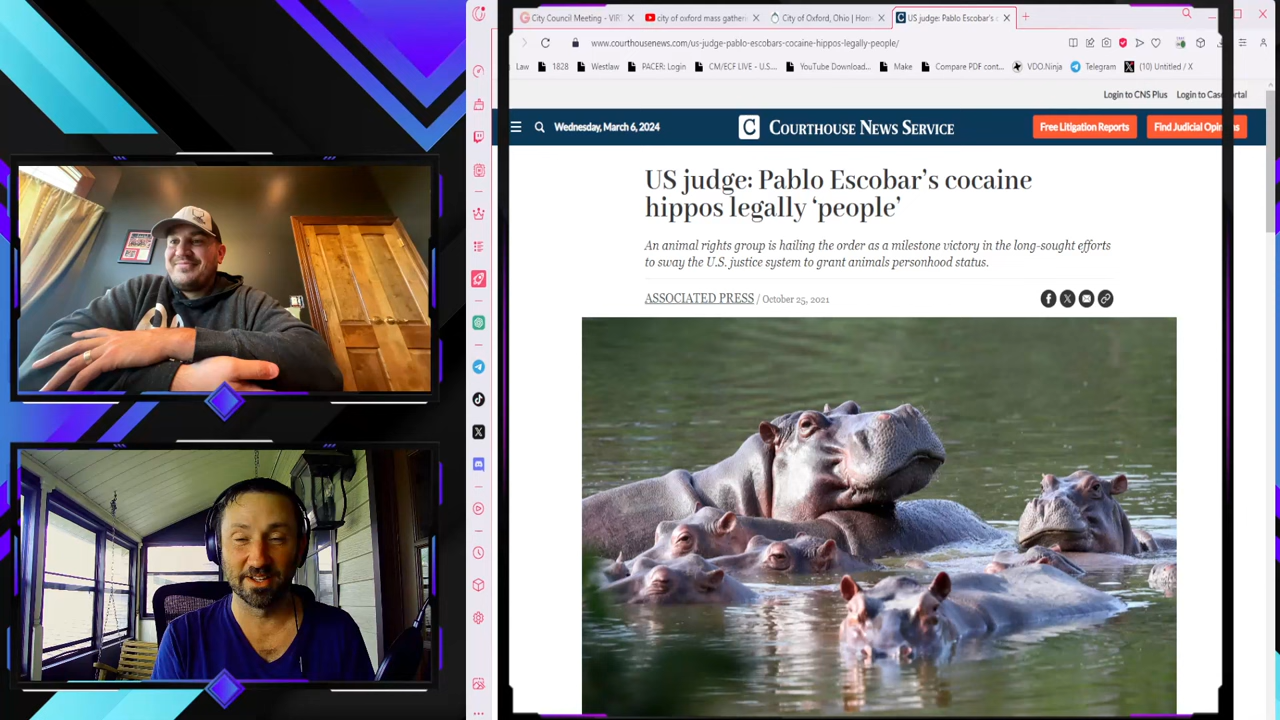 City Council Meeting - VIR
city of oxford mass gather
City of Oxford, Ohio | Hom
US judge: Pablo Escobar's c
www.courthousenews.com/us-judge-pablo-escobars-cocaine-hippos-legally-people/
Law 1828 Westlaw PACER: Login CM/ECF LIVE - U.S.... YouTube Download... Make Compare PDF cont... VDO.Ninja Telegram (10) Untitled / X
Login to CNS Plus Login to Case Portal
Wednesday, March 6, 2024 C COURTHOUSE NEWS SERVICE Free Litigation Reports Find Judicial Opinions
US judge: Pablo Escobar's cocaine
hippos legally 'people'
An animal rights group is hailing the order as a milestone victory in the long-sought efforts
to sway the U.S. justice system to grant animals personhood status.
ASSOCIATED PRESS / October 25, 2021